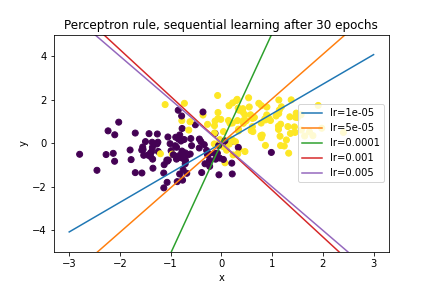 Perceptron rule, sequential learning after 30 epochs
4
2
0
−2
−4
y
lr=1e-05
lr=5e-05
lr=0.0001
lr=0.001
lr=0.005
−3 −2 −1 0 1 2 3
x